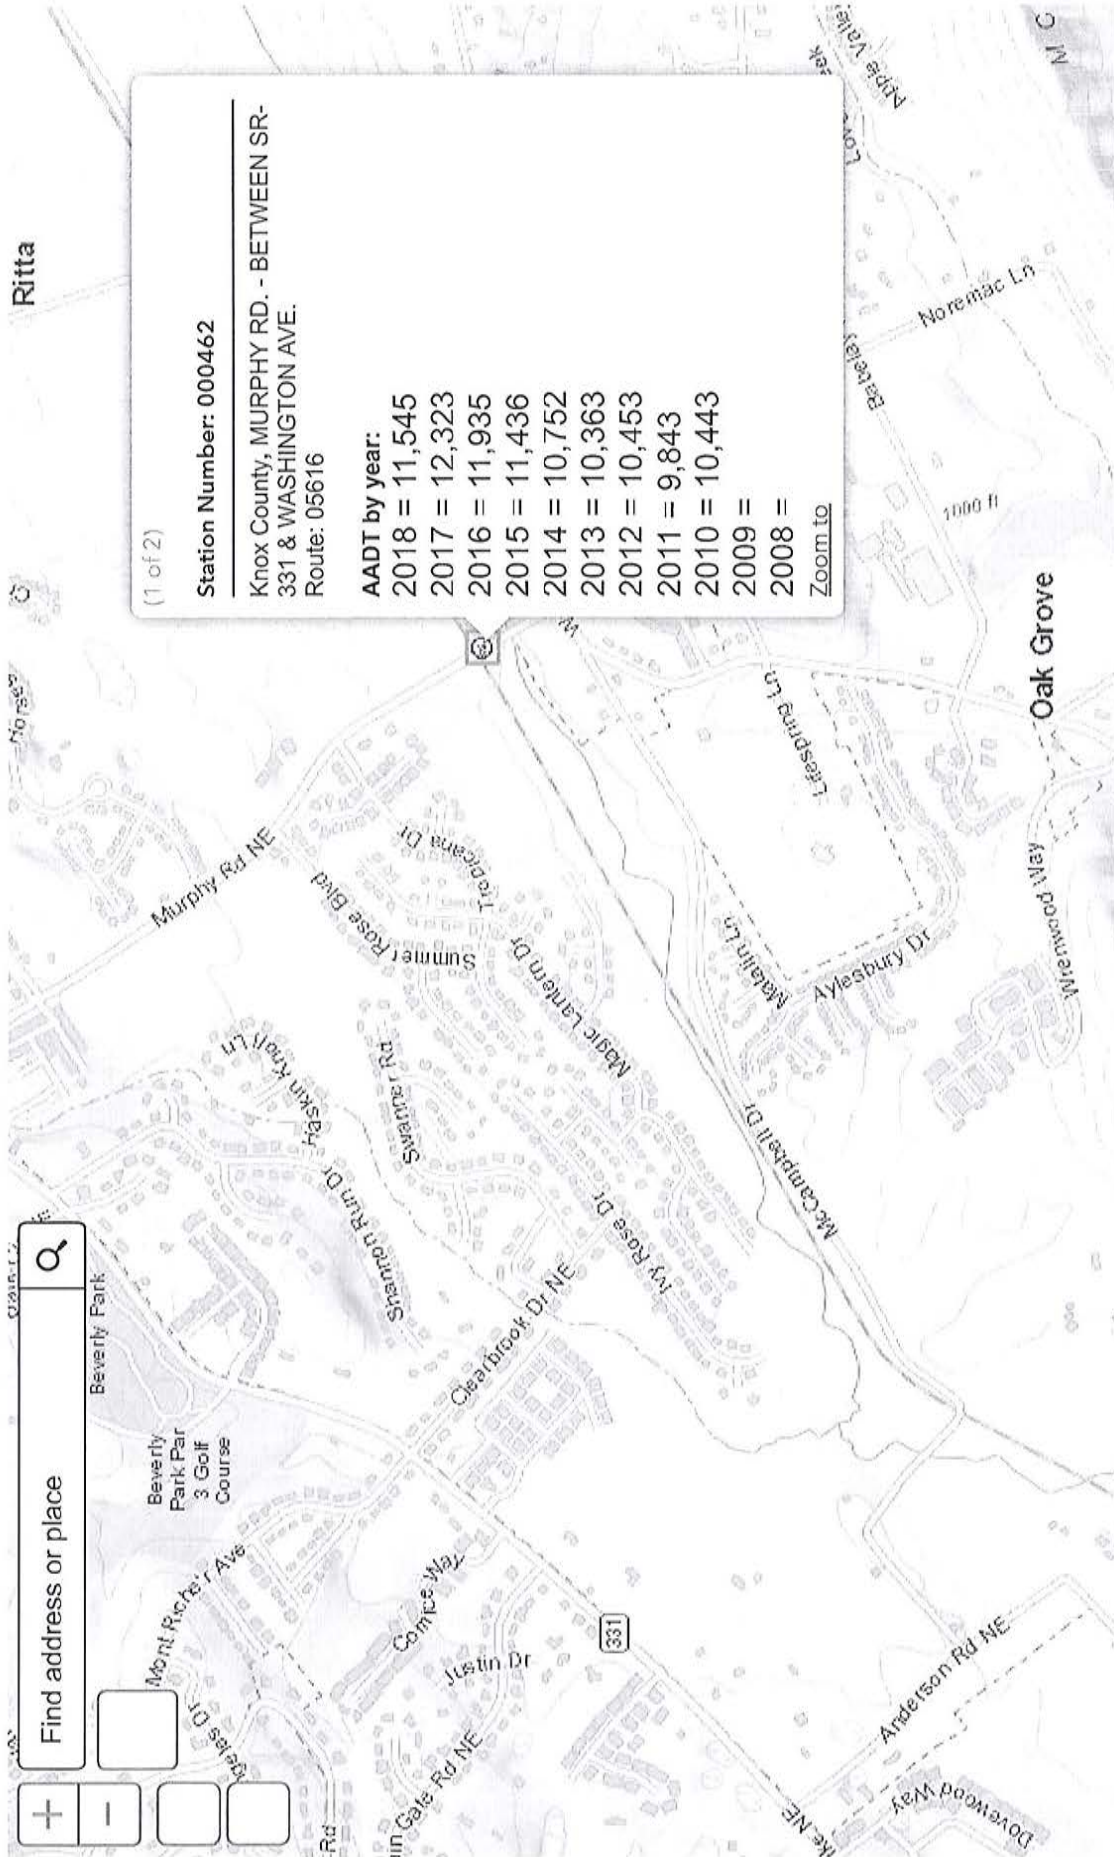 Find address or place
(1 of 2)
Station Number: 000462
Knox County, MURPHY RD. - BETWEEN SR-
331 & WASHINGTON AVE.
Route: 05616
AADT by year:
2018 = 11,545
2017 = 12,323
2016 = 11,935
2015 = 11,436
2014 = 10,752
2013 = 10,363
2012 = 10,453
2011 = 9,843
2010 = 10,443
2009 =
2008 =
Zoom to
Ritta
Beverly Park
Beverly
Park Par
3 Golf
Course
Murphy Rd NE
Haskin Knoll Ln
Shannon Run Dr
Summer Rose Blvd
Swanner Rd
Tropicana Dr
Magic Lantern Dr
Ivy Rose Dr
Clearbrook Dr NE
Comice Way
Justin Dr
Gate Rd NE
Rd
331
McCampbell Dr
Malalin Ln
Aylesbury Dr
Lifespring Ln
Wrenwood Way
Oak Grove
1000 ft
Babelay
Noremac Ln
Apple Valley
Anderson Rd NE
Dovewood Way